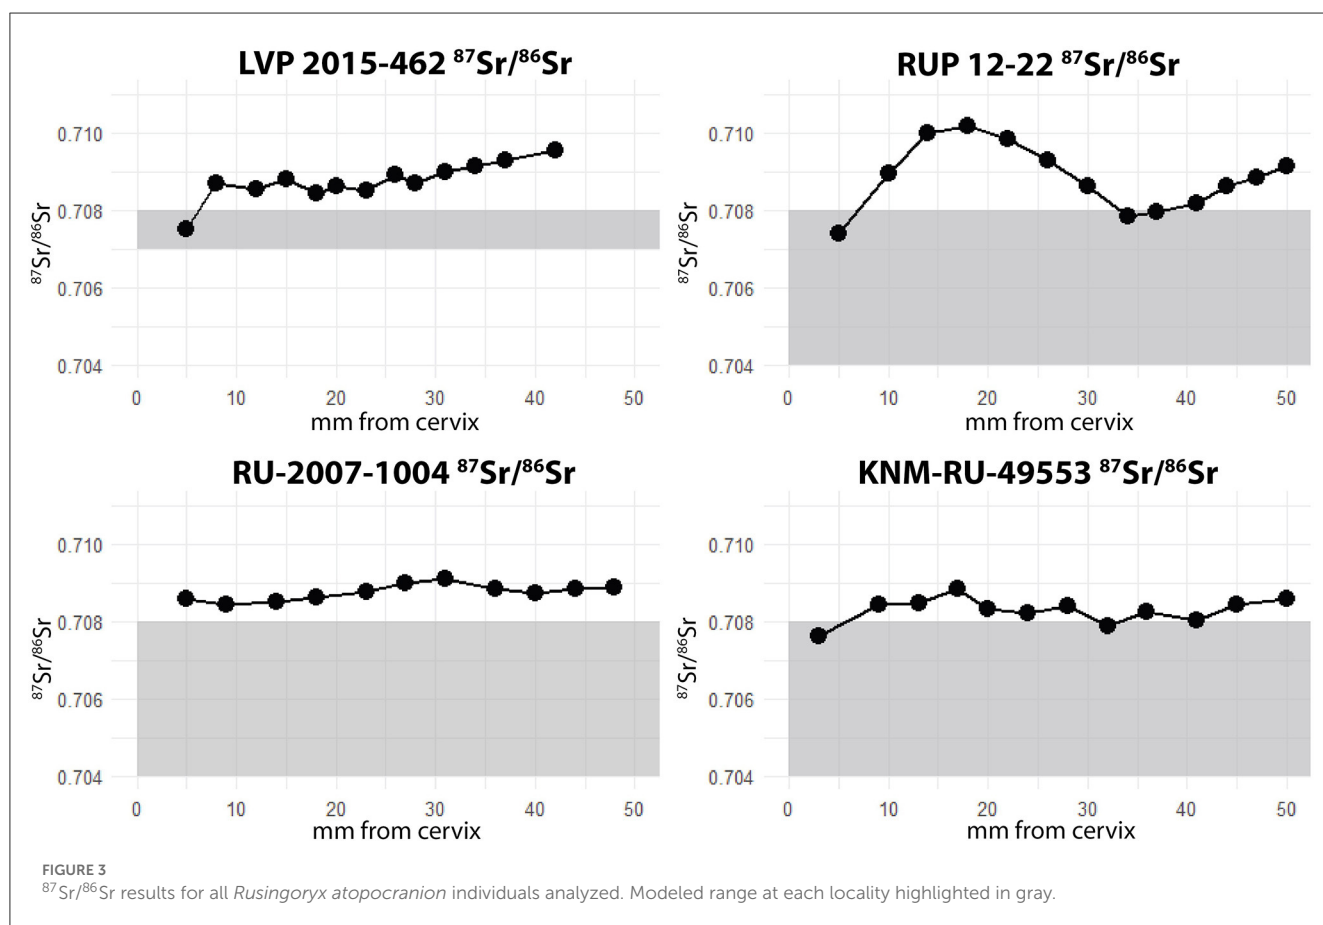 LVP 2015-462 ⁸⁷Sr/⁸⁶Sr
0.710
0.708
0.706
0.704
⁸⁷Sr/⁸⁶Sr
0 10 20 30 40 50
mm from cervix
RUP 12-22 ⁸⁷Sr/⁸⁶Sr
0.710
0.708
0.706
0.704
⁸⁷Sr/⁸⁶Sr
0 10 20 30 40 50
mm from cervix
RU-2007-1004 ⁸⁷Sr/⁸⁶Sr
0.710
0.708
0.706
0.704
⁸⁷Sr/⁸⁶Sr
0 10 20 30 40 50
mm from cervix
KNM-RU-49553 ⁸⁷Sr/⁸⁶Sr
0.710
0.708
0.706
0.704
⁸⁷Sr/⁸⁶Sr
0 10 20 30 40 50
mm from cervix
FIGURE 3
⁸⁷Sr/⁸⁶Sr results for all Rusingoryx atopocranion individuals analyzed. Modeled range at each locality highlighted in gray.